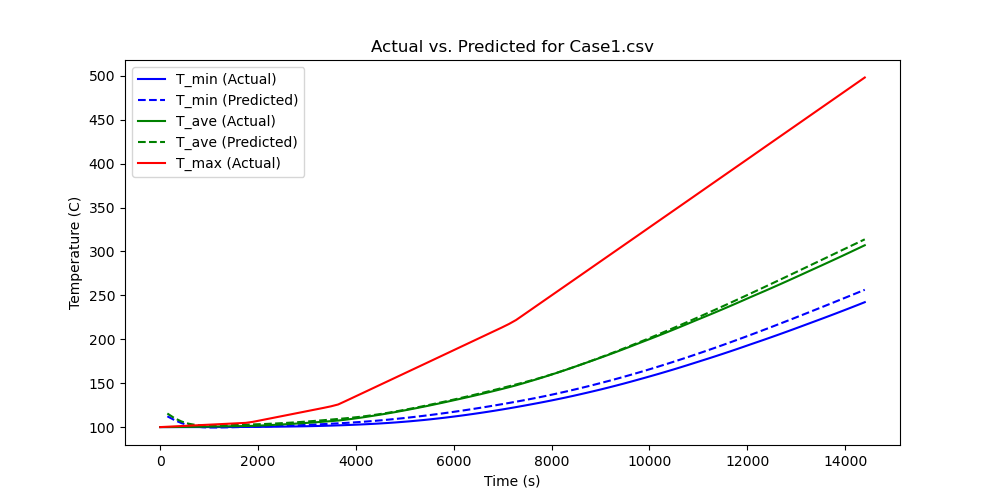 Actual vs. Predicted for Case1.csv
T_min (Actual)
T_min (Predicted)
T_ave (Actual)
T_ave (Predicted)
T_max (Actual)
500
450
400
350
300
250
200
150
100
Temperature (C)
0 2000 4000 6000 8000 10000 12000 14000
Time (s)